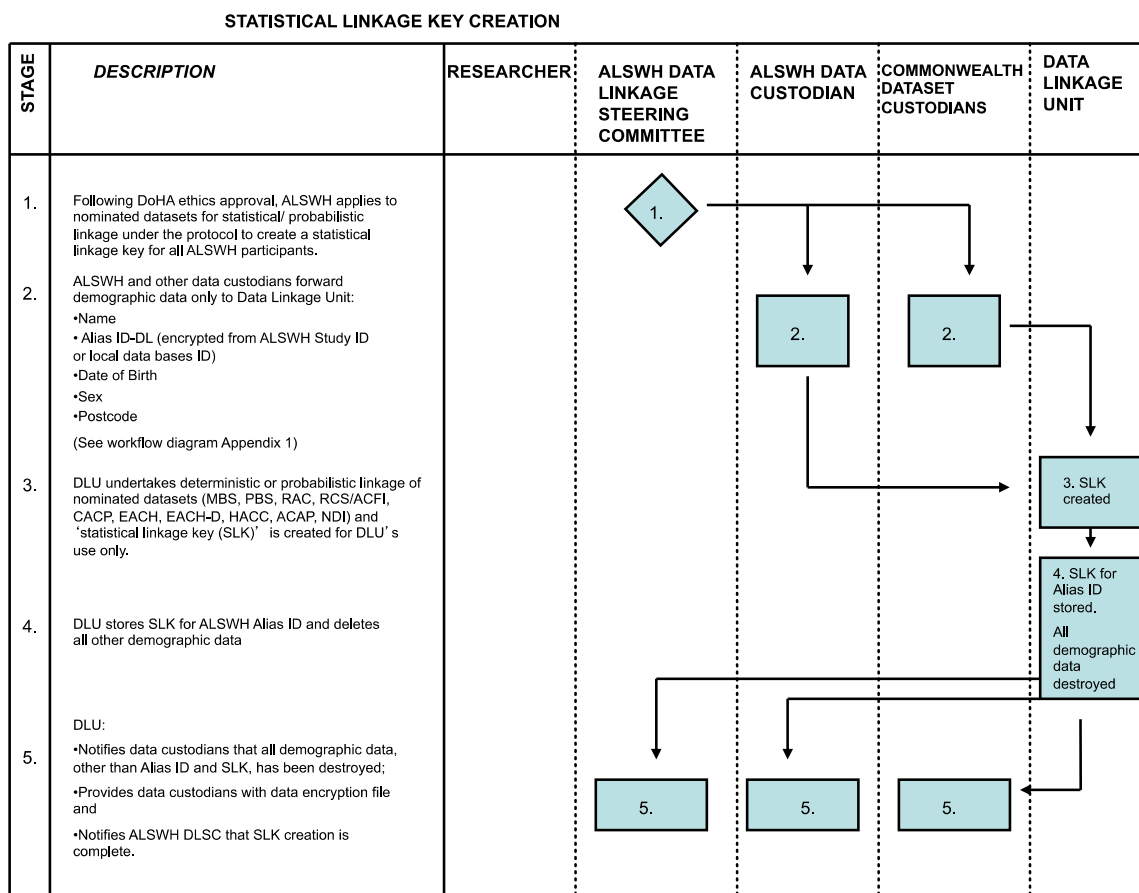 STATISTICAL LINKAGE KEY CREATION
STAGE
DESCRIPTION
RESEARCHER
ALSWH DATA
LINKAGE
STEERING
COMMITTEE
ALSWH DATA
CUSTODIAN
COMMONWEALTH
DATASET
CUSTODIANS
DATA
LINKAGE
UNIT
1.
Following DoHA ethics approval, ALSWH applies to
nominated datasets for statistical/ probabilistic
linkage under the protocol to create a statistical
linkage key for all ALSWH participants.
1.
2.
ALSWH and other data custodians forward
demographic data only to Data Linkage Unit:
•Name
• Alias ID-DL (encrypted from ALSWH Study ID
or local data bases ID)
•Date of Birth
•Sex
•Postcode
(See workflow diagram Appendix 1)
2.
2.
3.
DLU undertakes deterministic or probabilistic linkage of
nominated datasets (MBS, PBS, RAC, RCS/ACFI,
CACP, EACH, EACH-D, HACC, ACAP, NDI) and
‘statistical linkage key (SLK)’ is created for DLU’s
use only.
3. SLK
created
4.
DLU stores SLK for ALSWH Alias ID and deletes
all other demographic data
4. SLK for
Alias ID
stored.
All
demographic
data
destroyed
5.
DLU:
•Notifies data custodians that all demographic data,
other than Alias ID and SLK, has been destroyed;
•Provides data custodians with data encryption file
and
•Notifies ALSWH DLSC that SLK creation is
complete.
5.
5.
5.